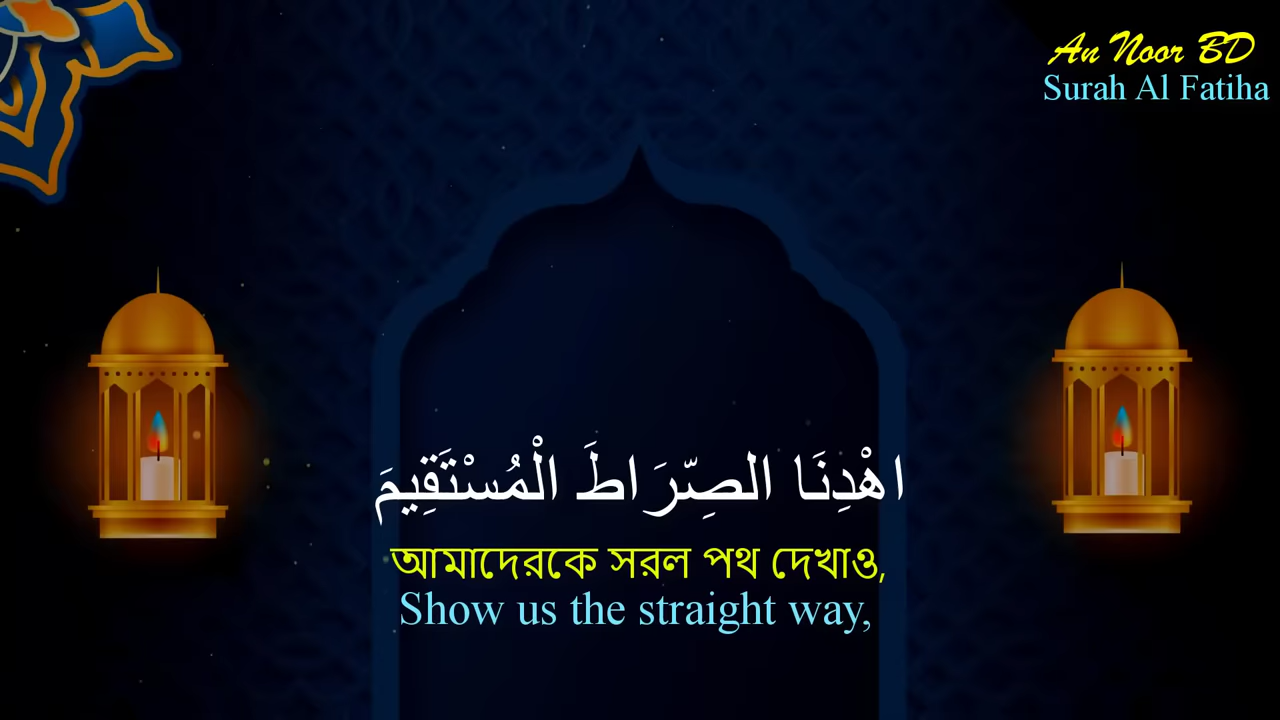 An Noor BD
Surah Al Fatiha
اهْدِنَا الصِّرَاطَ الْمُسْتَقِيمَ
আমাদেরকে সরল পথ দেখাও,
Show us the straight way,